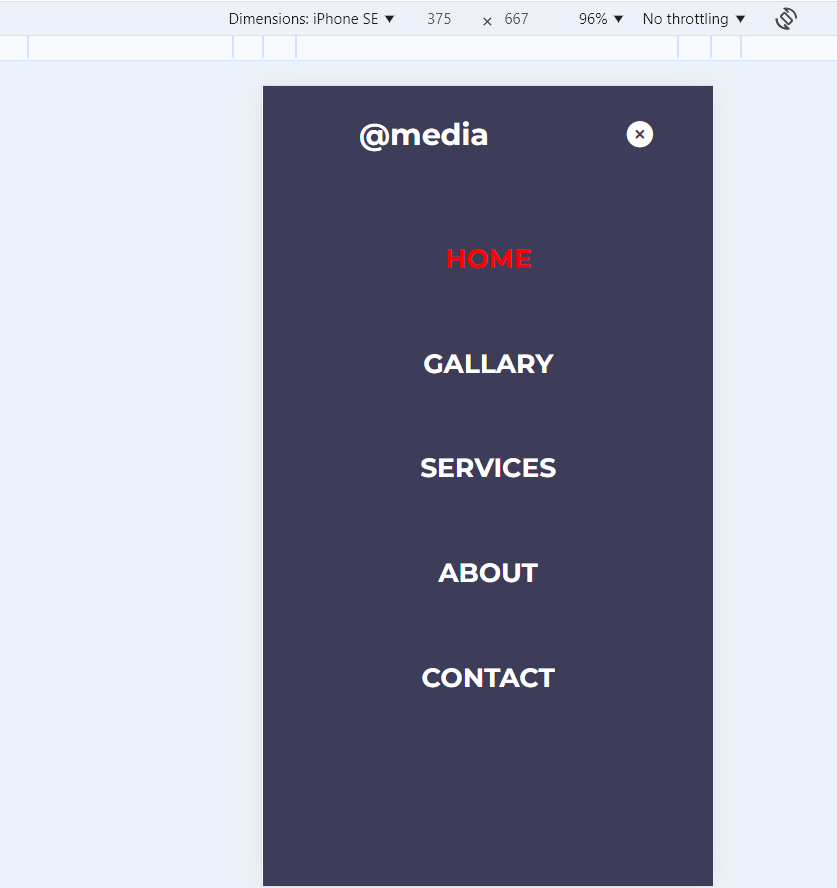 Dimensions: iPhone SE ▼ 375 × 667 96% ▼ No throttling ▼
@media
HOME
GALLARY
SERVICES
ABOUT
CONTACT